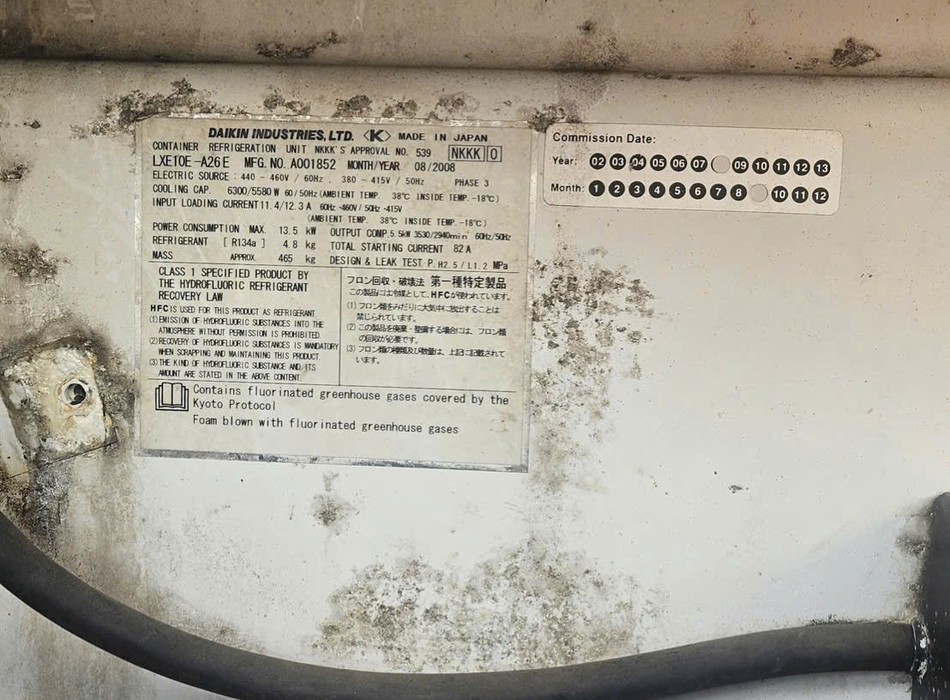 DAIKIN INDUSTRIES, LTD. <K> MADE IN JAPAN
CONTAINER REFRIGERATION UNIT NKKK'S APPROVAL NO. 539 NKKK 0
LXE10E-A26E MFG. NO. A001852 MONTH/YEAR 08/2008
ELECTRIC SOURCE: 440 - 460V / 60Hz , 380 - 415V / 50Hz PHASE 3
COOLING CAP. 6300/5580 W 60/50Hz (AMBIENT TEMP. 38°C INSIDE TEMP. -18°C)
INPUT LOADING CURRENT 11.4/12.3 A 60Hz -460V/ 50Hz -415V
(AMBIENT TEMP. 38°C INSIDE TEMP. -18°C)
POWER CONSUMPTION MAX. 13.5 kW OUTPUT COMP. 5.5kW 3530/2940min 60Hz/50Hz
REFRIGERANT [R134a] 4.8 kg TOTAL STARTING CURRENT 82 A
MASS APPROX. 465 kg DESIGN & LEAK TEST P. H2.5 / L1.2 MPa
CLASS 1 SPECIFIED PRODUCT BY
THE HYDROFLUORIC REFRIGERANT
RECOVERY LAW
HFC IS USED FOR THIS PRODUCT AS REFRIGERANT.
(1) EMISSION OF HYDROFLUORIC SUBSTANCES INTO THE
ATMOSPHERE WITHOUT PERMISSION IS PROHIBITED.
(2) RECOVERY OF HYDROFLUORIC SUBSTANCES IS MANDATORY
WHEN SCRAPPING AND MAINTAINING THIS PRODUCT.
(3) THE KIND OF HYDROFLUORIC SUBSTANCE AND ITS
AMOUNT ARE STATED IN THE ABOVE CONTENT.
フロン回収・破壊法 第一種特定製品
この製品には冷媒として、HFCが使われています。
(1) フロン類をみだりに大気中に放出することは
禁じられています。
(2) この製品を廃棄・整備する場合には、フロン類
の回収が必要です。
(3) フロン類の種類及び数量は、上記に記載されて
います。
Contains fluorinated greenhouse gases covered by the
Kyoto Protocol
Foam blown with fluorinated greenhouse gases
Commission Date:
Year: 02 03 04 05 06 07 09 10 11 12 13
Month: 1 2 3 4 5 6 7 8 10 11 12